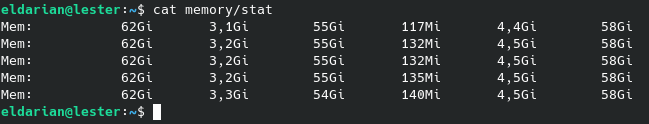 eldarian@lester:~$ cat memory/stat
Mem: 62Gi 3,1Gi 55Gi 117Mi 4,4Gi 58Gi
Mem: 62Gi 3,2Gi 55Gi 132Mi 4,5Gi 58Gi
Mem: 62Gi 3,2Gi 55Gi 132Mi 4,5Gi 58Gi
Mem: 62Gi 3,2Gi 55Gi 135Mi 4,5Gi 58Gi
Mem: 62Gi 3,3Gi 54Gi 140Mi 4,5Gi 58Gi
eldarian@lester:~$